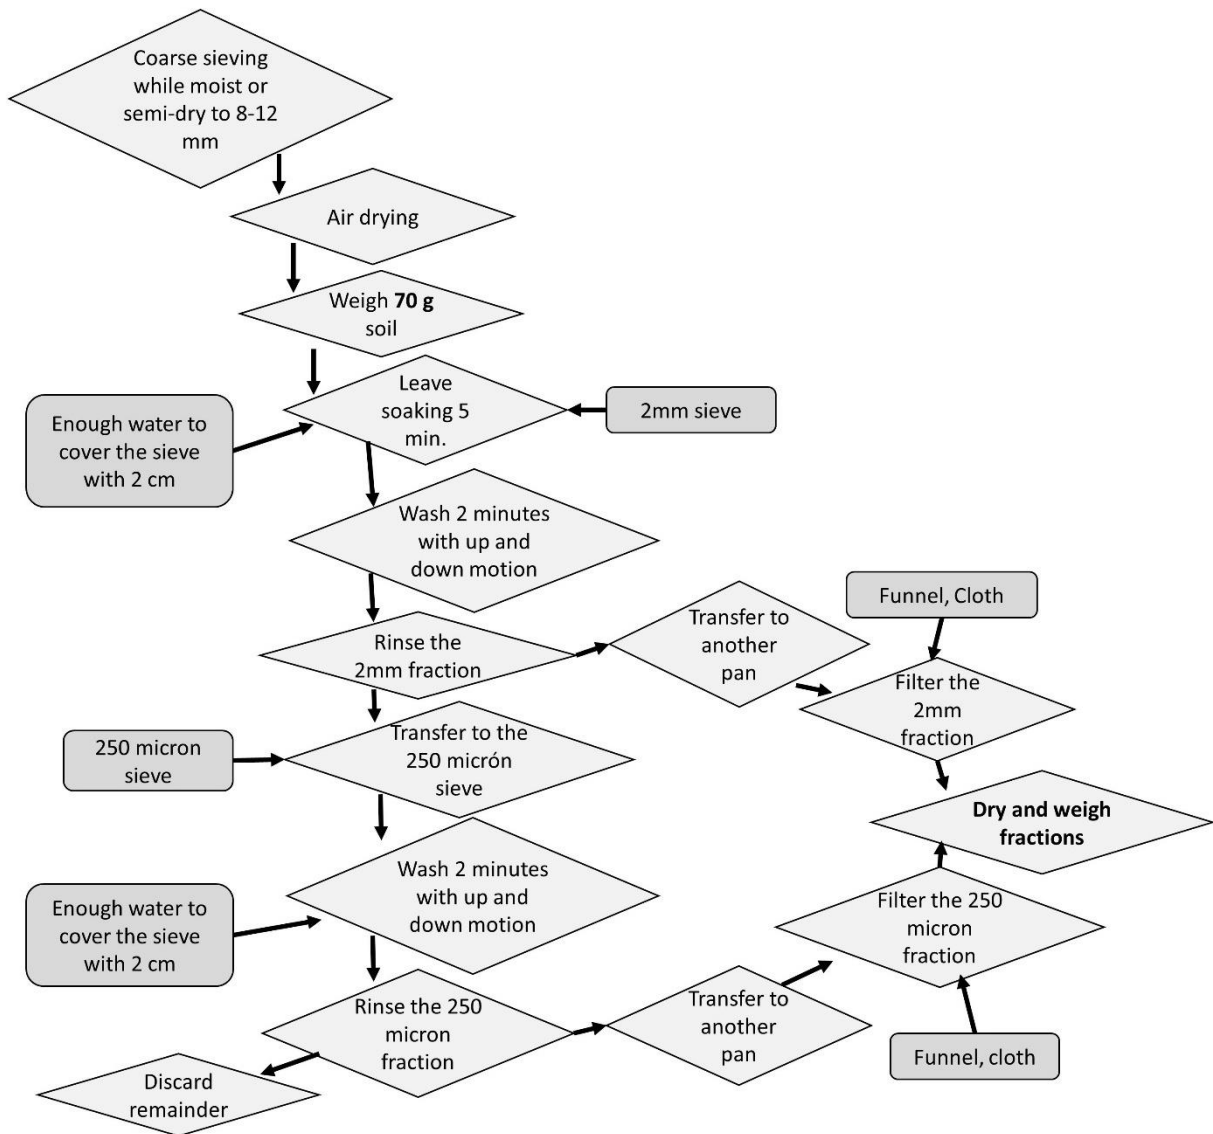 Coarse sieving
while moist or
semi-dry to 8-12
mm
Air drying
Weigh 70 g
soil
Leave
soaking 5
min.
2mm sieve
Enough water to
cover the sieve
with 2 cm
Wash 2 minutes
with up and
down motion
Rinse the
2mm fraction
Transfer to
another
pan
Funnel, Cloth
Filter the
2mm
fraction
250 micron
sieve
Transfer to the
250 micrón
sieve
Dry and weigh
fractions
Wash 2 minutes
with up and
down motion
Enough water to
cover the sieve
with 2 cm
Filter the 250
micron
fraction
Rinse the 250
micron
fraction
Transfer to
another
pan
Funnel, cloth
Discard
remainder